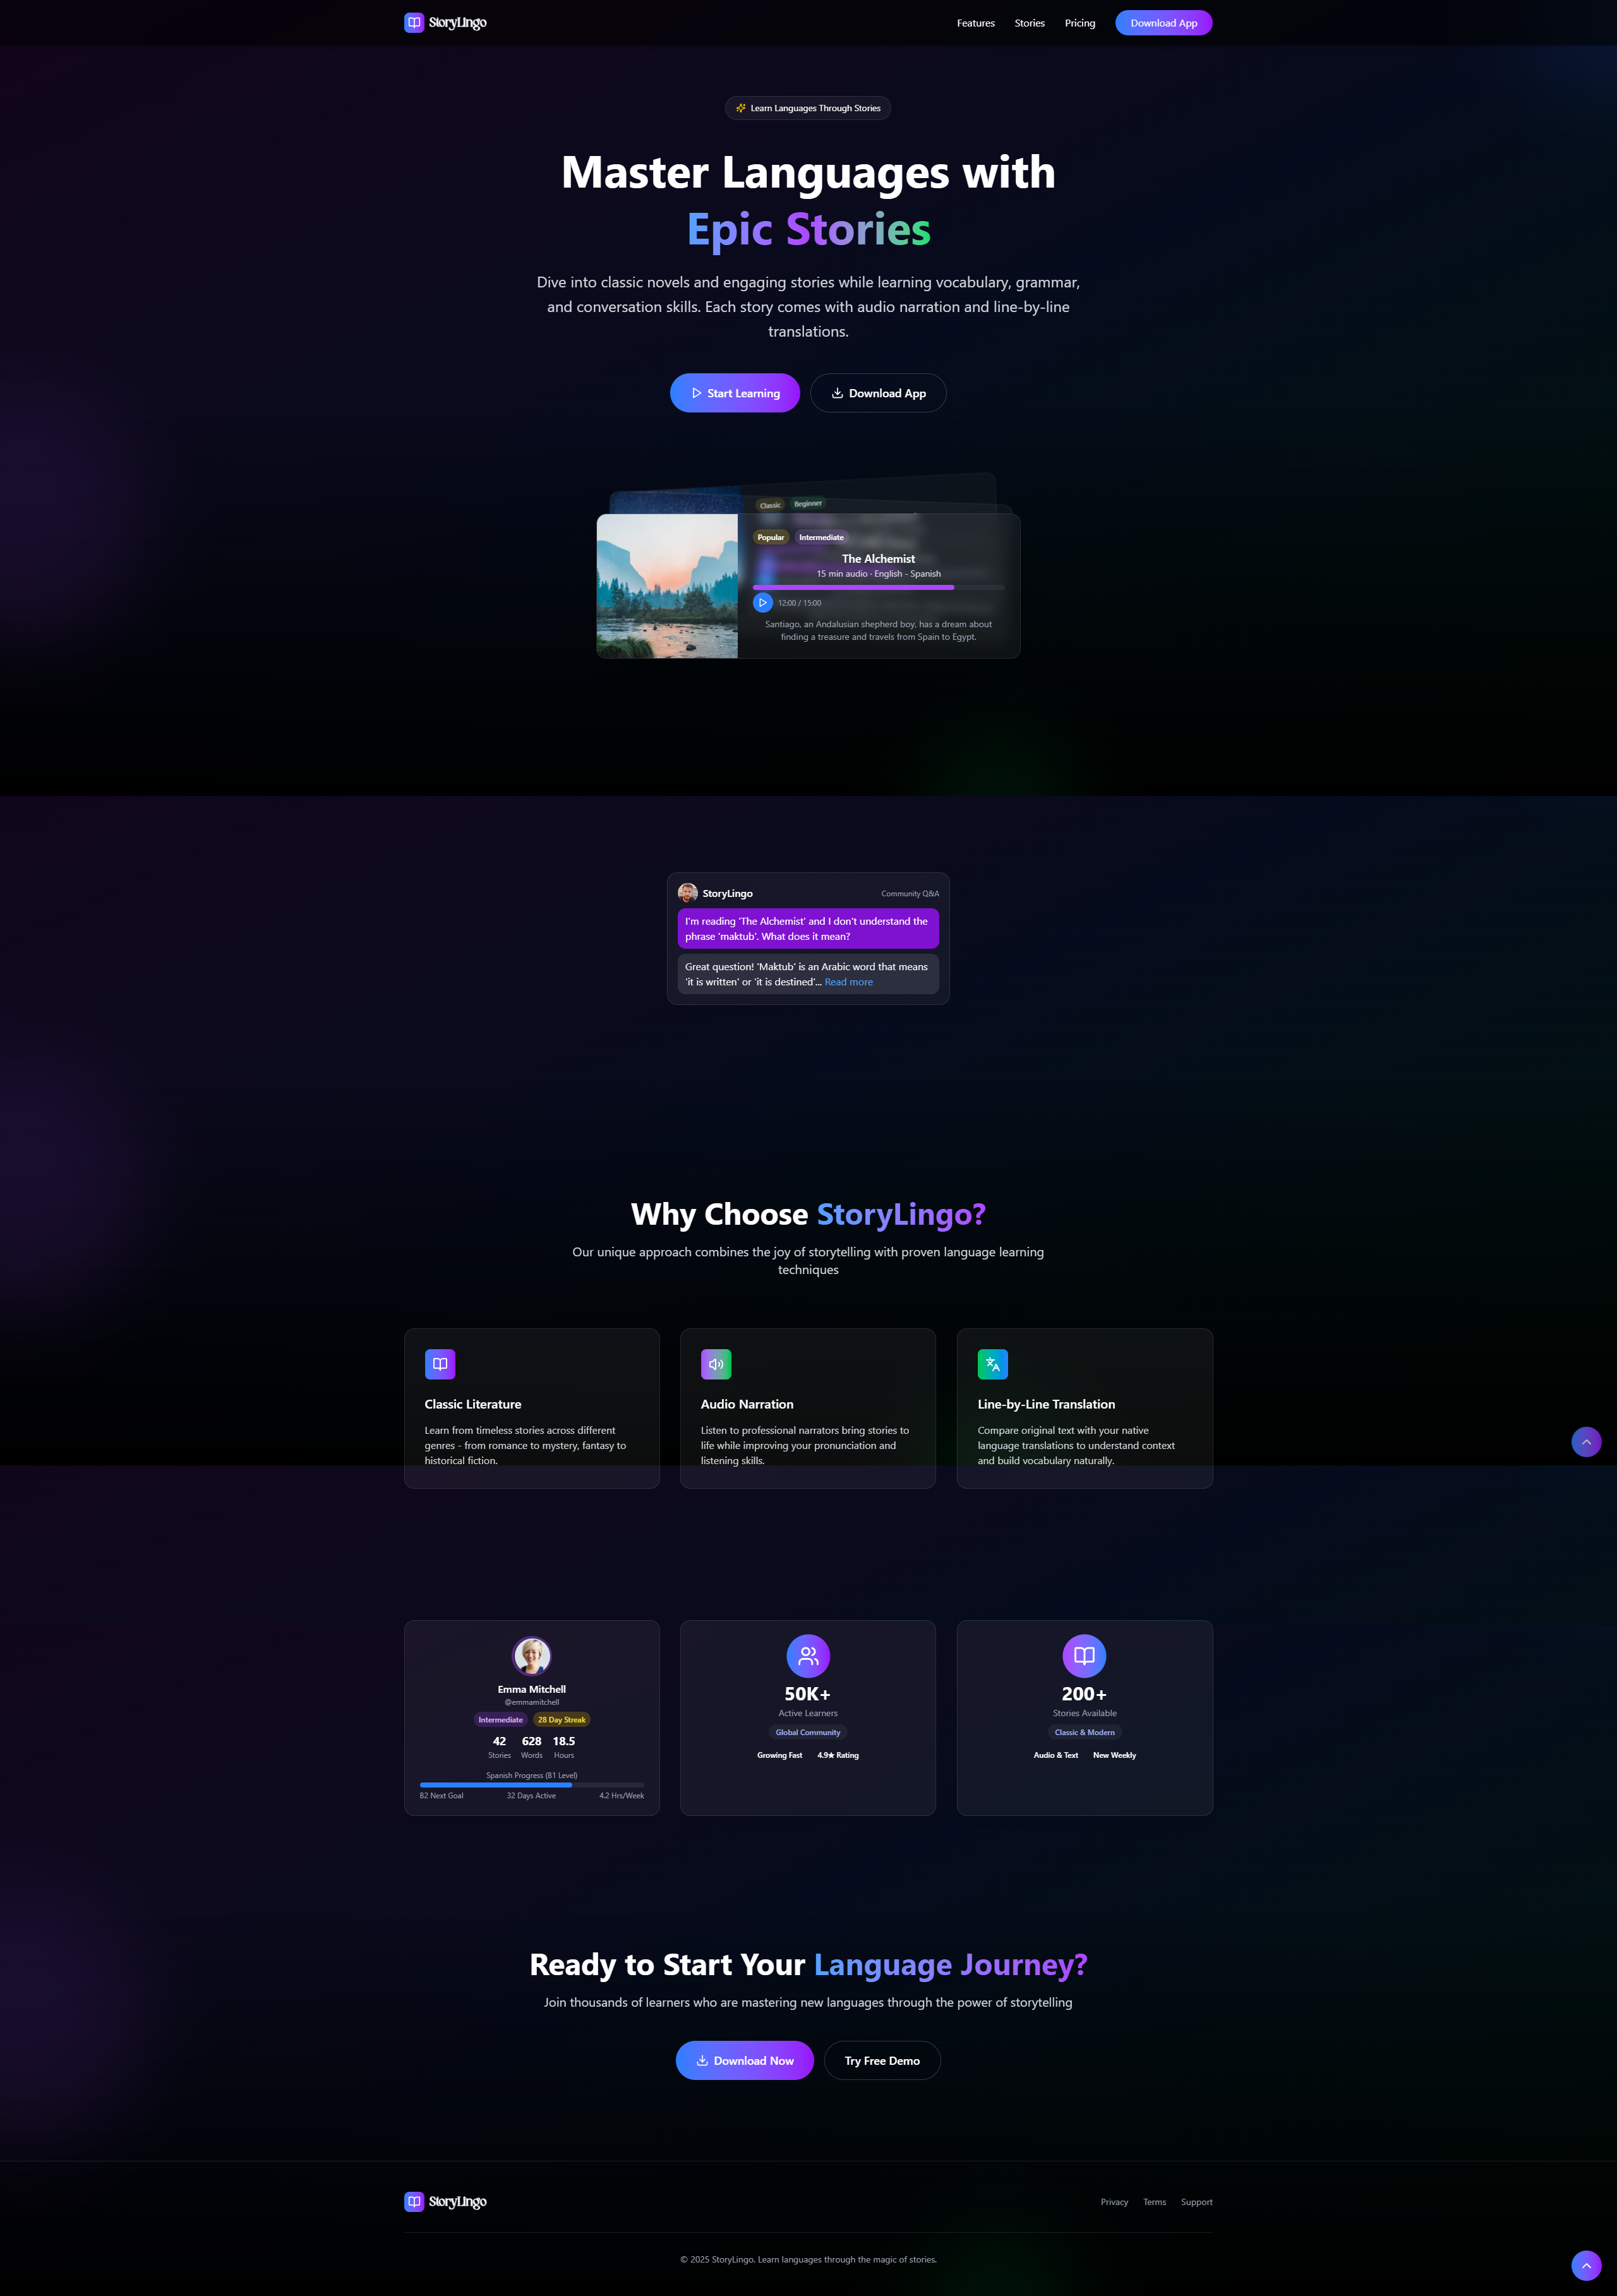 StoryLingo
Features
Stories
Pricing
Download App
Learn Languages Through Stories
Master Languages with
Epic Stories
Dive into classic novels and engaging stories while learning vocabulary, grammar,
and conversation skills. Each story comes with audio narration and line-by-line
translations.
Start Learning
Download App
Classic
Beginner
Popular
Intermediate
The Alchemist
15 min audio · English - Spanish
12:00 / 15:00
Santiago, an Andalusian shepherd boy, has a dream about
finding a treasure and travels from Spain to Egypt.
StoryLingo
Community Q&A
I'm reading 'The Alchemist' and I don't understand the
phrase 'maktub'. What does it mean?
Great question! 'Maktub' is an Arabic word that means
'it is written' or 'it is destined'... Read more
Why Choose StoryLingo?
Our unique approach combines the joy of storytelling with proven language learning
techniques
Classic Literature
Learn from timeless stories across different
genres - from romance to mystery, fantasy to
historical fiction.
Audio Narration
Listen to professional narrators bring stories to
life while improving your pronunciation and
listening skills.
Line-by-Line Translation
Compare original text with your native
language translations to understand context
and build vocabulary naturally.
Emma Mitchell
@emmamitchell
Intermediate
28 Day Streak
42
Stories
628
Words
18.5
Hours
Spanish Progress (B1 Level)
B2 Next Goal
32 Days Active
4.2 Hrs/Week
50K+
Active Learners
Global Community
Growing Fast
4.9★ Rating
200+
Stories Available
Classic & Modern
Audio & Text
New Weekly
Ready to Start Your Language Journey?
Join thousands of learners who are mastering new languages through the power of storytelling
Download Now
Try Free Demo
StoryLingo
Privacy
Terms
Support
© 2025 StoryLingo. Learn languages through the magic of stories.